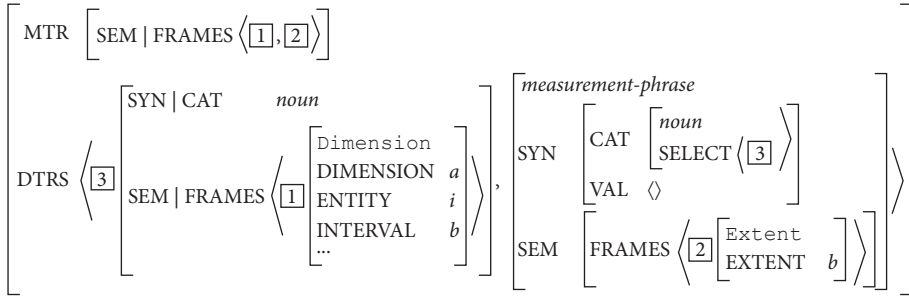 MTR [SEM | FRAMES ⟨[1], [2]⟩]
DTRS ⟨[3] [SYN | CAT noun
SEM | FRAMES ⟨[1] [Dimension
DIMENSION a
ENTITY i
INTERVAL b
...]⟩],
[measurement-phrase
SYN [CAT [noun
SELECT ⟨[3]⟩]
VAL ⟨⟩]
SEM [FRAMES ⟨[2] [Extent
EXTENT b]⟩]]⟩